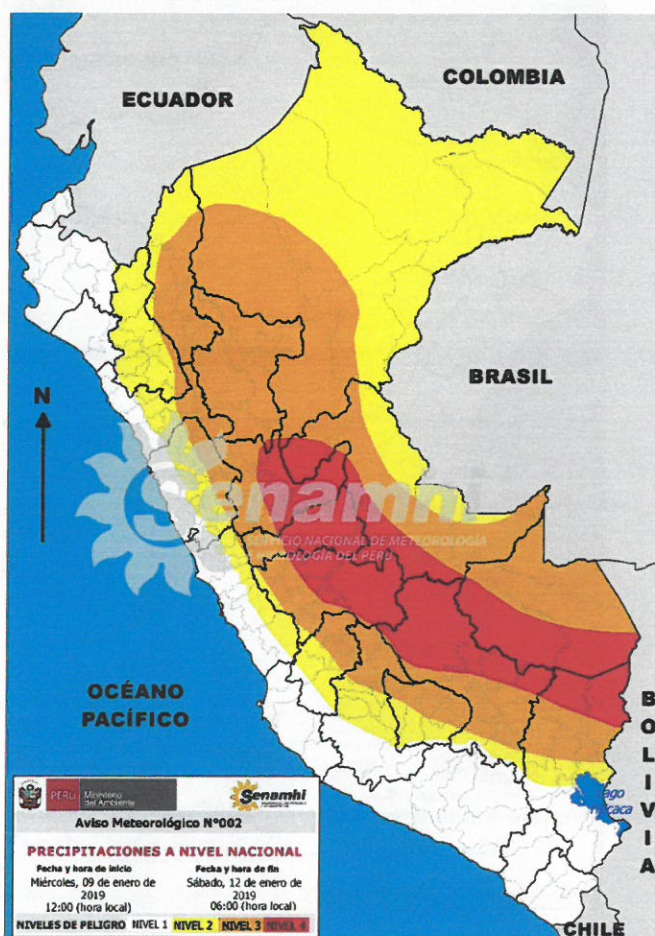 COLOMBIA
ECUADOR
N
BRASIL
Senamhi
SERVICIO NACIONAL DE METEOROLOGÍA
E HIDROLOGÍA DEL PERÚ
OCÉANO
PACÍFICO
BOLIVIA
Lago
Titicaca
CHILE
PERÚ
Ministerio
del Ambiente
Senamhi
Aviso Meteorológico N°002
PRECIPITACIONES A NIVEL NACIONAL
Fecha y hora de inicio
Miércoles, 09 de enero de
2019
12:00 (hora local)
Fecha y hora de fin
Sábado, 12 de enero de
2019
06:00 (hora local)
NIVELES DE PELIGRO NIVEL 1 NIVEL 2 NIVEL 3 NIVEL 4